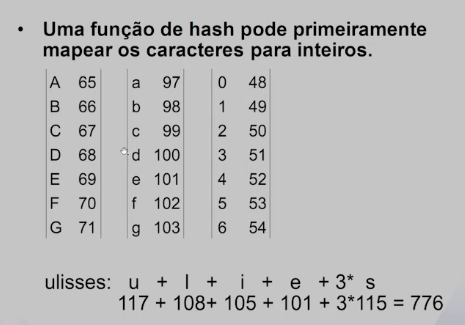 • Uma função de hash pode primeiramente
mapear os caracteres para inteiros.
A 65 a 97 0 48
B 66 b 98 1 49
C 67 c 99 2 50
D 68 d 100 3 51
E 69 e 101 4 52
F 70 f 102 5 53
G 71 g 103 6 54
ulisses: u + l + i + e + 3* s
117 + 108+ 105 + 101 + 3*115 = 776